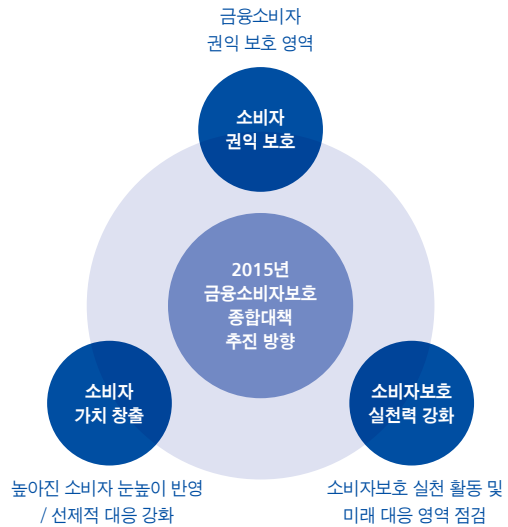 금융소비자
권익 보호 영역
소비자
권익 보호
2015년
금융소비자보호
종합대책
추진 방향
소비자
가치 창출
높아진 소비자 눈높이 반영
/ 선제적 대응 강화
소비자보호
실천력 강화
소비자보호 실천 활동 및
미래 대응 영역 점검